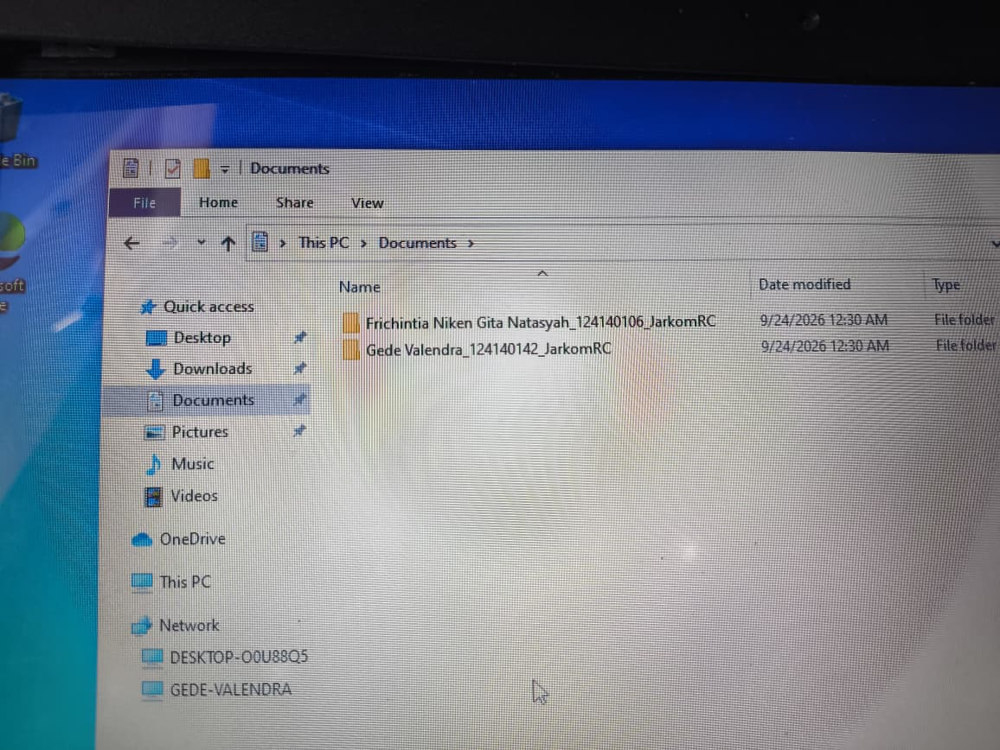 e Bin
soft
e
Documents
File Home Share View
This PC > Documents >
Name Date modified Type
Frichintia Niken Gita Natasyah_124140106_JarkomRC 9/24/2026 12:30 AM File folder
Gede Valendra_124140142_JarkomRC 9/24/2026 12:30 AM File folder
Quick access
Desktop
Downloads
Documents
Pictures
Music
Videos
OneDrive
This PC
Network
DESKTOP-O0U88Q5
GEDE-VALENDRA